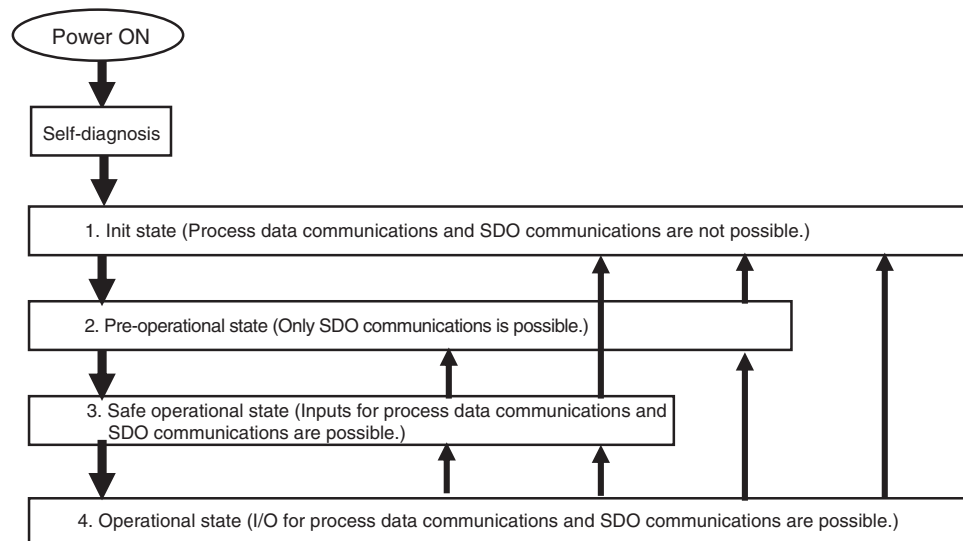 Power ON
Self-diagnosis
1. Init state (Process data communications and SDO communications are not possible.)
2. Pre-operational state (Only SDO communications is possible.)
3. Safe operational state (Inputs for process data communications and
SDO communications are possible.)
4. Operational state (I/O for process data communications and SDO communications are possible.)